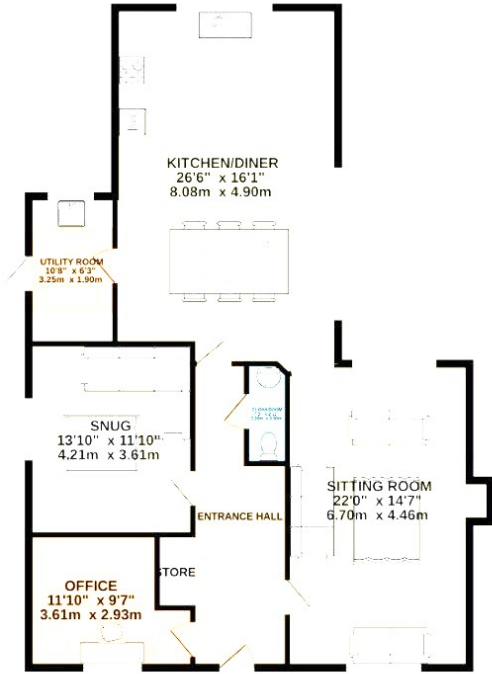 KITCHEN/DINER
26'6" x 16'1"
8.08m x 4.90m
UTILITY ROOM
10'8" x 6'3"
3.25m x 1.90m
SNUG
13'10" x 11'10"
4.21m x 3.61m
SITTING ROOM
22'0" x 14'7"
6.70m x 4.46m
ENTRANCE HALL
STORE
OFFICE
11'10" x 9'7"
3.61m x 2.93m